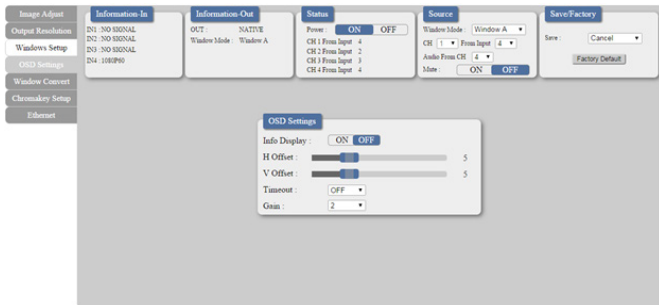 Image Adjust
Output Resolution
Windows Setup
OSD Settings
Window Convert
Chromakey Setup
Ethernet
Information-In
IN1 : NO SIGNAL
IN2 : NO SIGNAL
IN3 : NO SIGNAL
IN4 : 1080P60
Information-Out
OUT : NATIVE
Window Mode : Window A
Status
Power : ON OFF
CH 1 From Input 4
CH 2 From Input 2
CH 3 From Input 3
CH 4 From Input 4
Source
Window Mode : Window A
CH 1 From Input 4
Audio From CH 4
Mute : ON OFF
Save/Factory
Save : Cancel
Factory Default
OSD Settings
Info Display : ON OFF
H Offset : 5
V Offset : 5
Timeout : OFF
Gain : 2